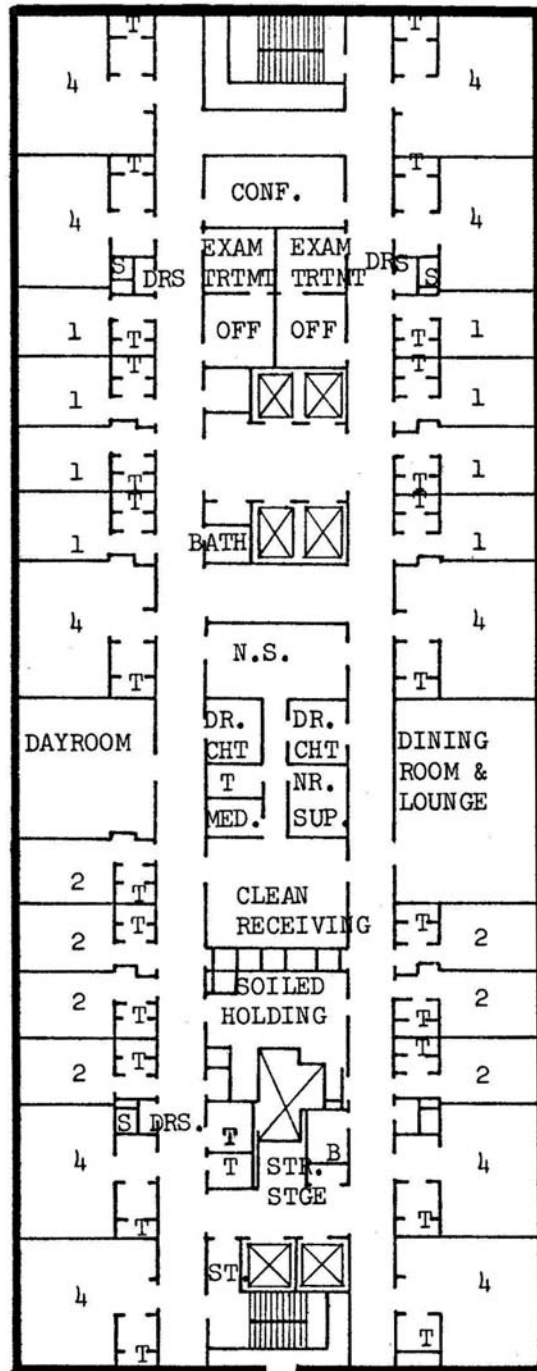 T T
4 4
T T
CONF.
4 4
EXAM EXAM
TRTMT TRTNT
S DRS DRS S
1 OFF OFF 1
T T
T T
1 1
1 1
T T
T T
1 BATH 1
4 4
N.S.
T T
DR. DR.
DAYROOM CHT CHT DINING
T NR. ROOM &
MED. SUP. LOUNGE
2
T
CLEAN
T RECEIVING T
2 2
SOILED
2 HOLDING 2
T T
T T
2 2
S DRS.
T B
4 T STR. 4
STGE
T T
ST.
4 4
T T